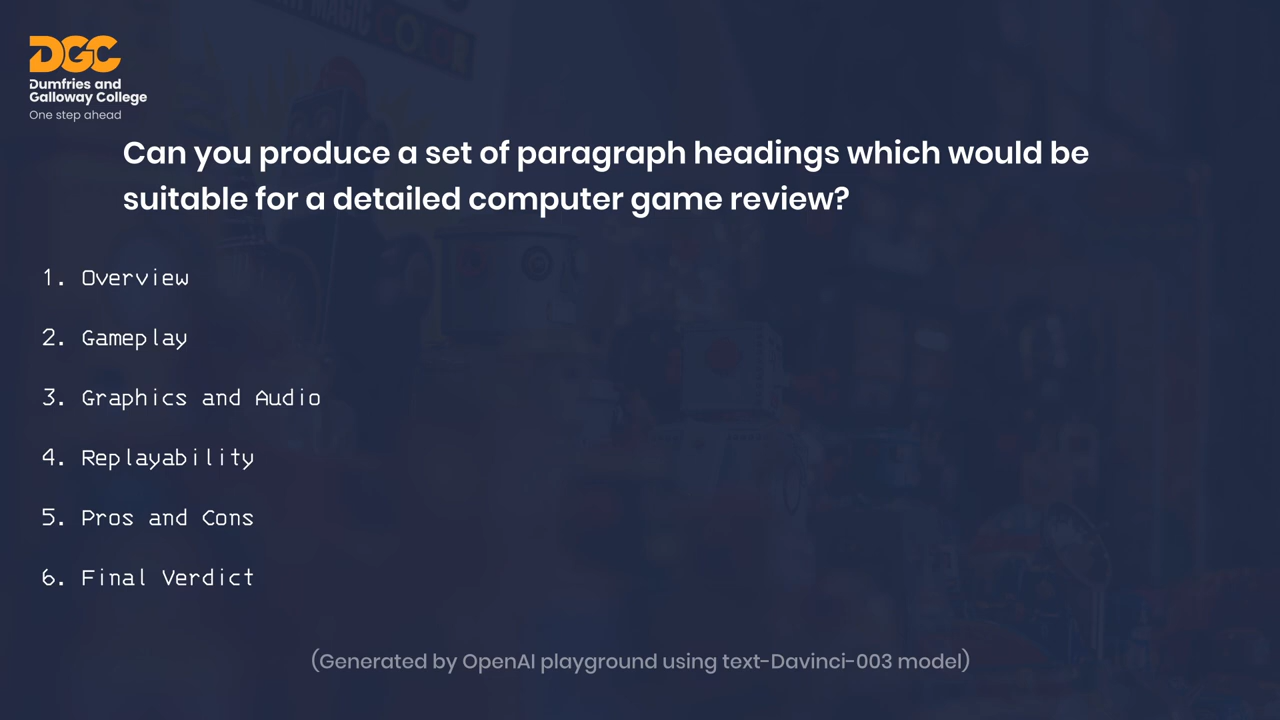 DGC
Dumfries and
Galloway College
One step ahead
Can you produce a set of paragraph headings which would be
suitable for a detailed computer game review?
1. Overview
2. Gameplay
3. Graphics and Audio
4. Replayability
5. Pros and Cons
6. Final Verdict
(Generated by OpenAI playground using text-Davinci-003 model)